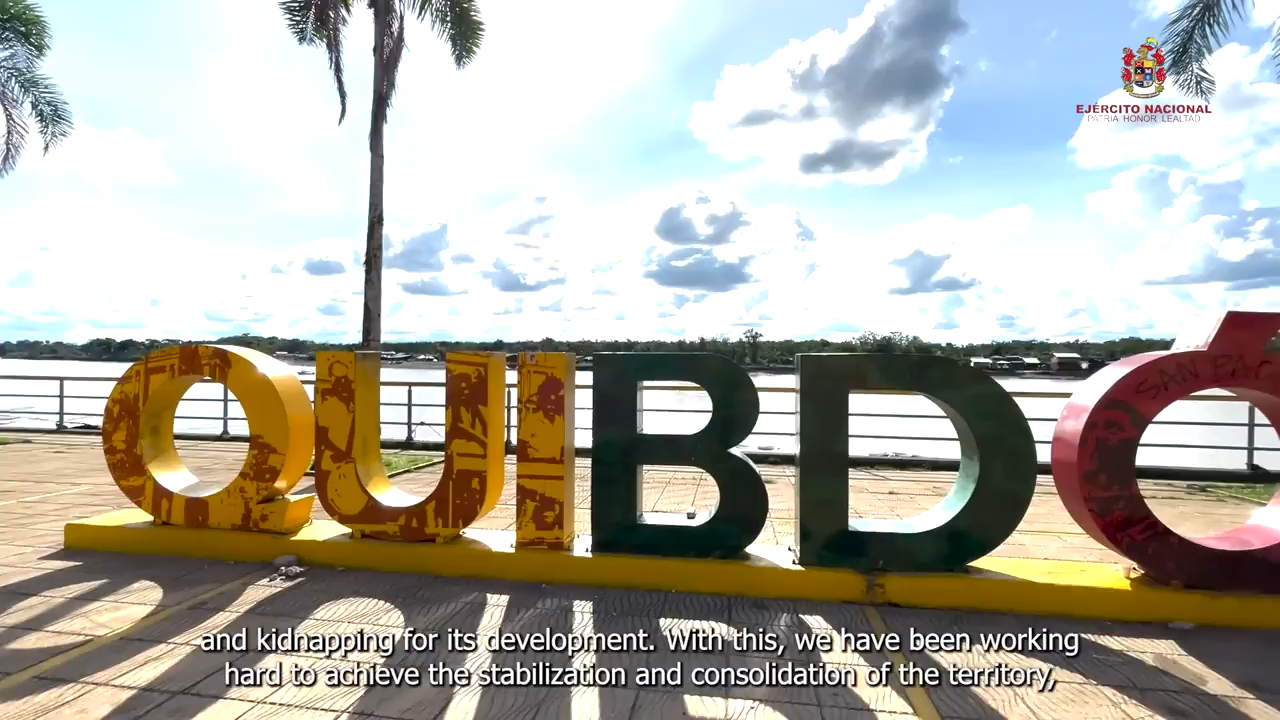 EJÉRCITO NACIONAL
PATRIA HONOR LEALTAD
SAN PAC
QUIBDÓ
and kidnapping for its development. With this, we have been working
hard to achieve the stabilization and consolidation of the territory,